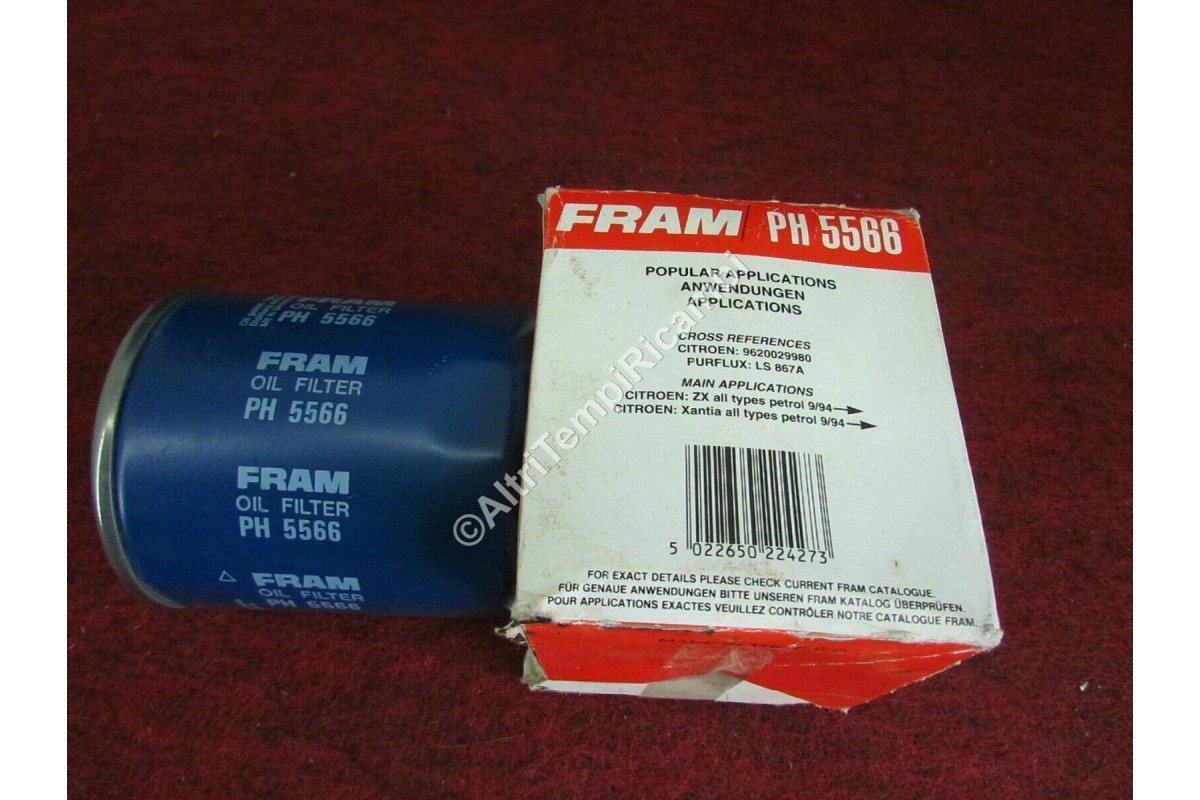 FRAM
OIL FILTER
PH 5566
FRAM
OIL FILTER
PH 5566
FRAM
OIL FILTER
PH 5566
FRAM
OIL FILTER
PH 5566
FRAM PH 5566
POPULAR APPLICATIONS
ANWENDUNGEN
APPLICATIONS
CROSS REFERENCES
CITROEN: 9620029980
PURFLUX: LS 867A
MAIN APPLICATIONS
CITROEN: ZX all types petrol 9/94
CITROEN: Xantia all types petrol 9/94
5 022650 224273
FOR EXACT DETAILS PLEASE CHECK CURRENT FRAM CATALOGUE.
FÜR GENAUE ANWENDUNGEN BITTE UNSEREN FRAM KATALOG ÜBERPRÜFEN.
POUR APPLICATIONS EXACTES VEUILLEZ CONTRÔLER NOTRE CATALOGUE FRAM.
©AltriTempiRicambi